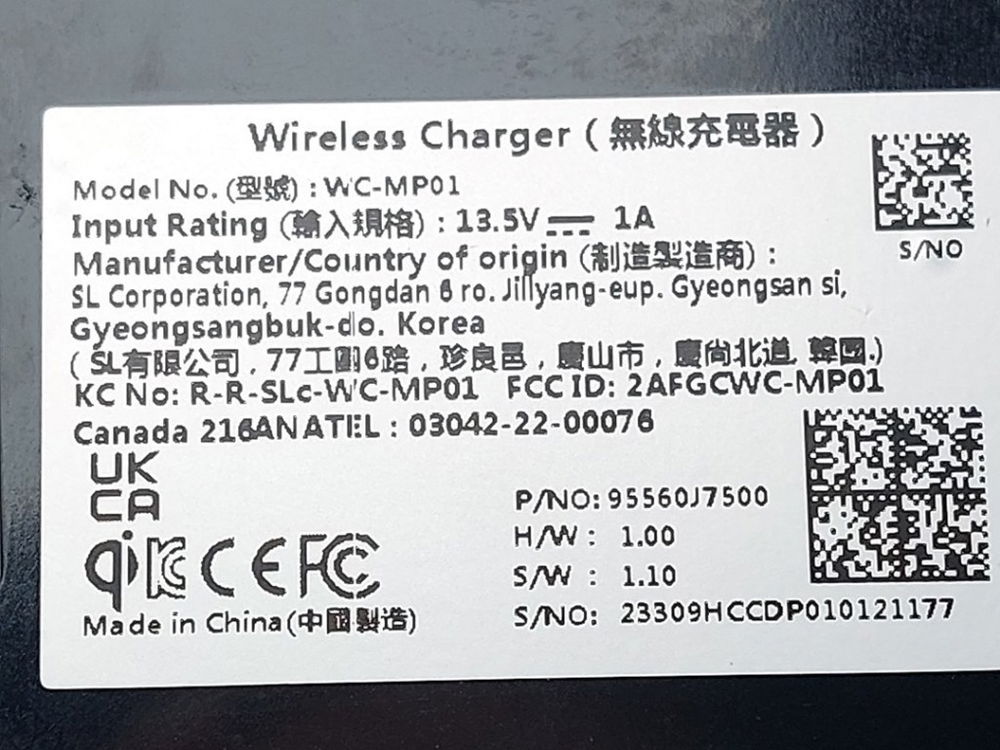 Wireless Charger (無線充電器)
Model No. (型號) : WC-MP01
Input Rating (輸入規格) : 13.5V ⎓ 1A
Manufacturer/Country of origin (制造製造商) :
SL Corporation, 77 Gongdan 6 ro. Jillyang-eup. Gyeongsan si,
Gyeongsangbuk-do. Korea
( SL有限公司 , 77工團6路 , 珍良邑 , 慶山市 , 慶尚北道. 韓國.)
KC No: R-R-SLc-WC-MP01 FCC ID: 2AFGCWC-MP01
Canada 216ANATEL : 03042-22-00076
UK
CA
qi KC CE FCC
Made in China(中國製造)
S/NO
P/NO: 95560J7500
H/W : 1.00
S/W : 1.10
S/NO: 23309HCCDP010121177